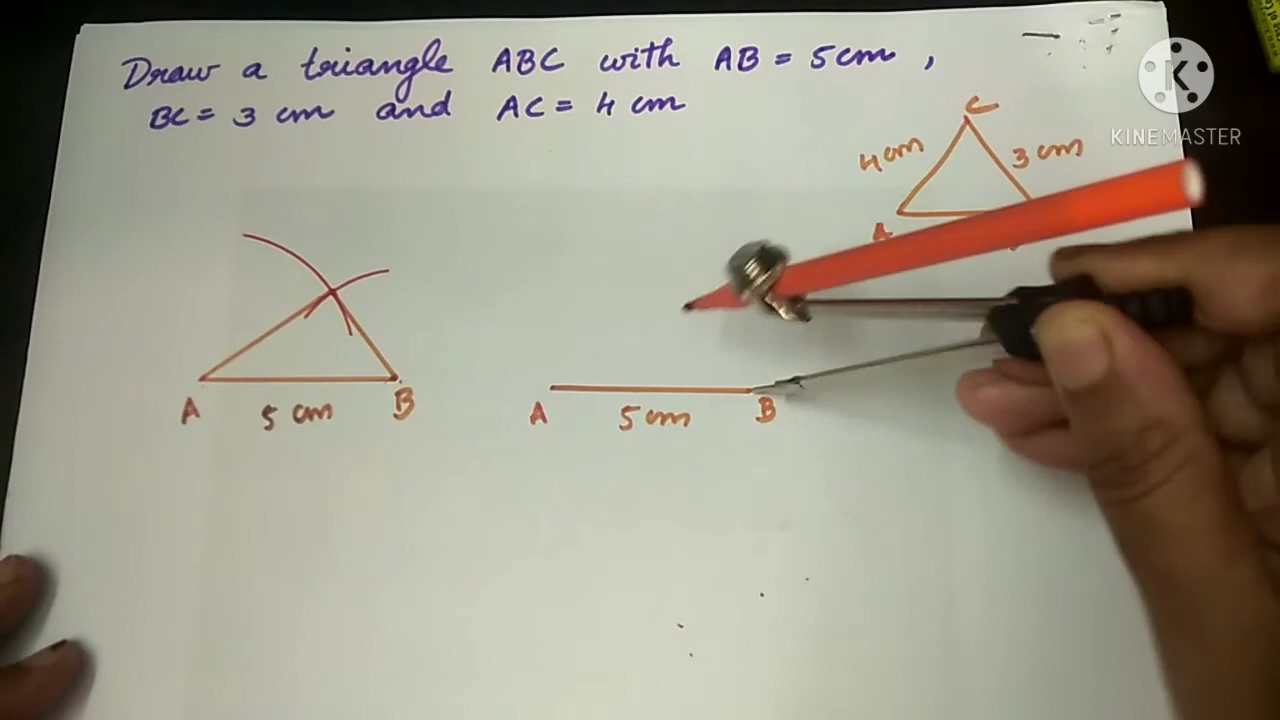 Draw a triangle ABC with AB = 5cm ,
BC = 3 cm and AC = 4 cm
K
KINEMASTER
C
4cm
3 cm
A
A
5 cm
B
A
5cm
B